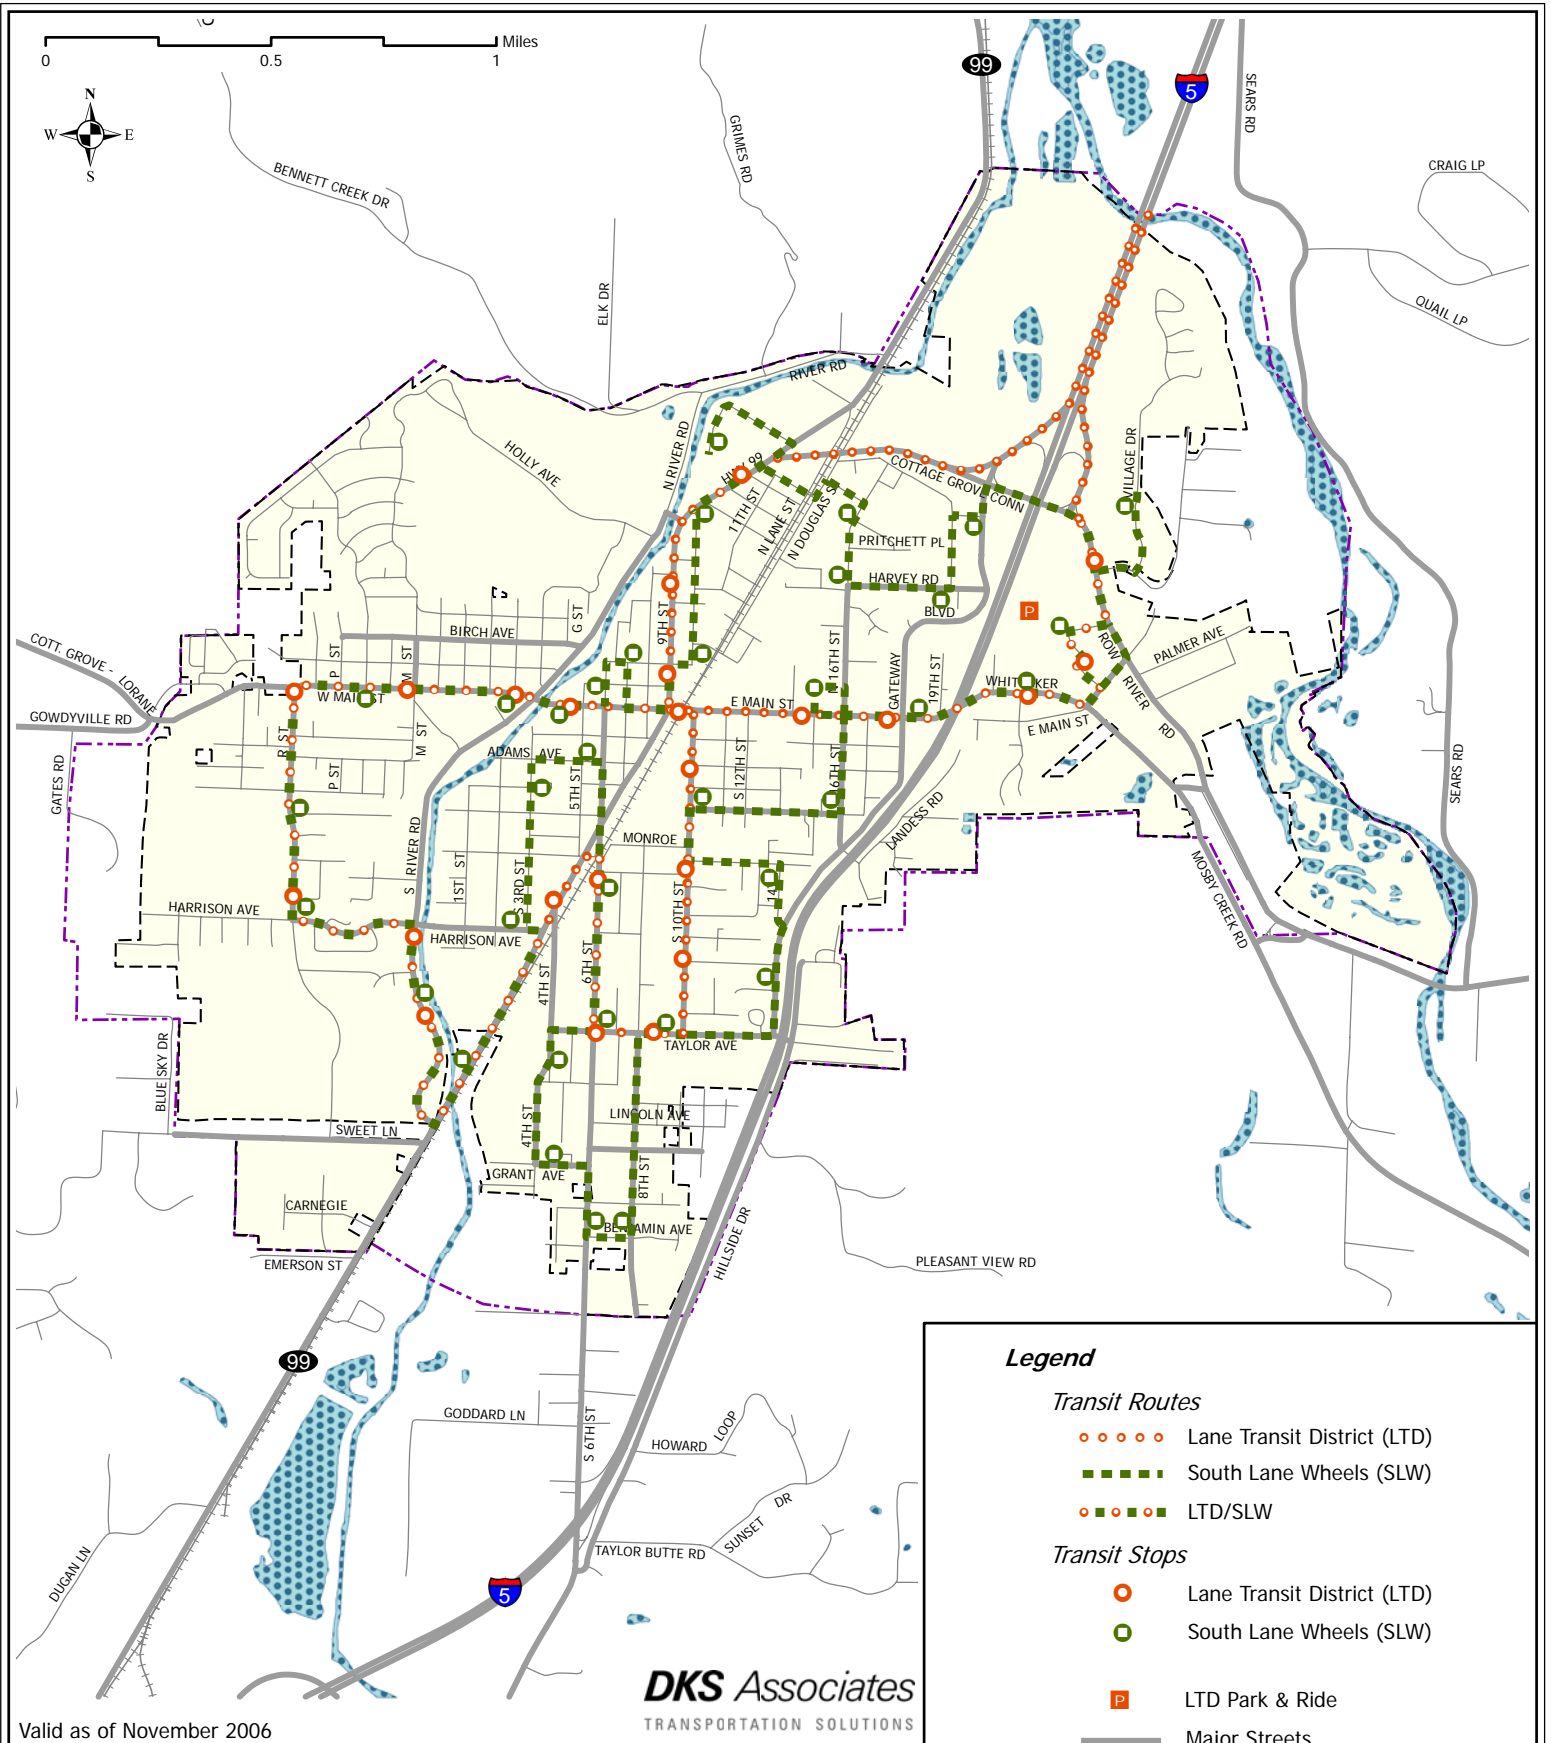 Miles
0
0.5
1
N
W
E
S
99
5
SEARS RD
GRIMES RD
BENNETT CREEK DR
CRAIG LP
ELK DR
QUAIL LP
RIVER RD
N RIVER RD
HOLLY AVE
HWY 99
COTTAGE GROVE CONN
VILLAGE DR
11TH ST
N LANE ST
N DOUGLAS S
PRITCHETT PL
HARVEY RD
BLVD
P
G ST
9TH ST
BIRCH AVE
P ST
M ST
N 16TH ST
GATEWAY
19TH ST
ROW
RIVER
RD
PALMER AVE
COTT. GROVE -
LORANE
GOWDYVILLE RD
W MAIN ST
E MAIN ST
WHITEAKER
E MAIN ST
R ST
P ST
M ST
ADAMS AVE
5TH ST
S 12TH ST
16TH ST
GATES RD
SEARS RD
LANDESS RD
S RIVER RD
MONROE
1ST ST
S 3RD ST
14
MOSBY CREEK RD
HARRISON AVE
HARRISON AVE
S 10TH ST
4TH ST
6TH ST
TAYLOR AVE
BLUE SKY DR
SWEET LN
4TH ST
LINCOLN AVE
GRANT AVE
8TH ST
CARNEGIE
BENJAMIN AVE
EMERSON ST
HILLSIDE DR
PLEASANT VIEW RD
99
GODDARD LN
S 6TH ST
HOWARD LOOP
SUNSET DR
TAYLOR BUTTE RD
DUGAN LN
5
Legend
Transit Routes
Lane Transit District (LTD)
South Lane Wheels (SLW)
LTD/SLW
Transit Stops
Lane Transit District (LTD)
South Lane Wheels (SLW)
P LTD Park & Ride
Major Streets
DKS Associates
TRANSPORTATION SOLUTIONS
Valid as of November 2006